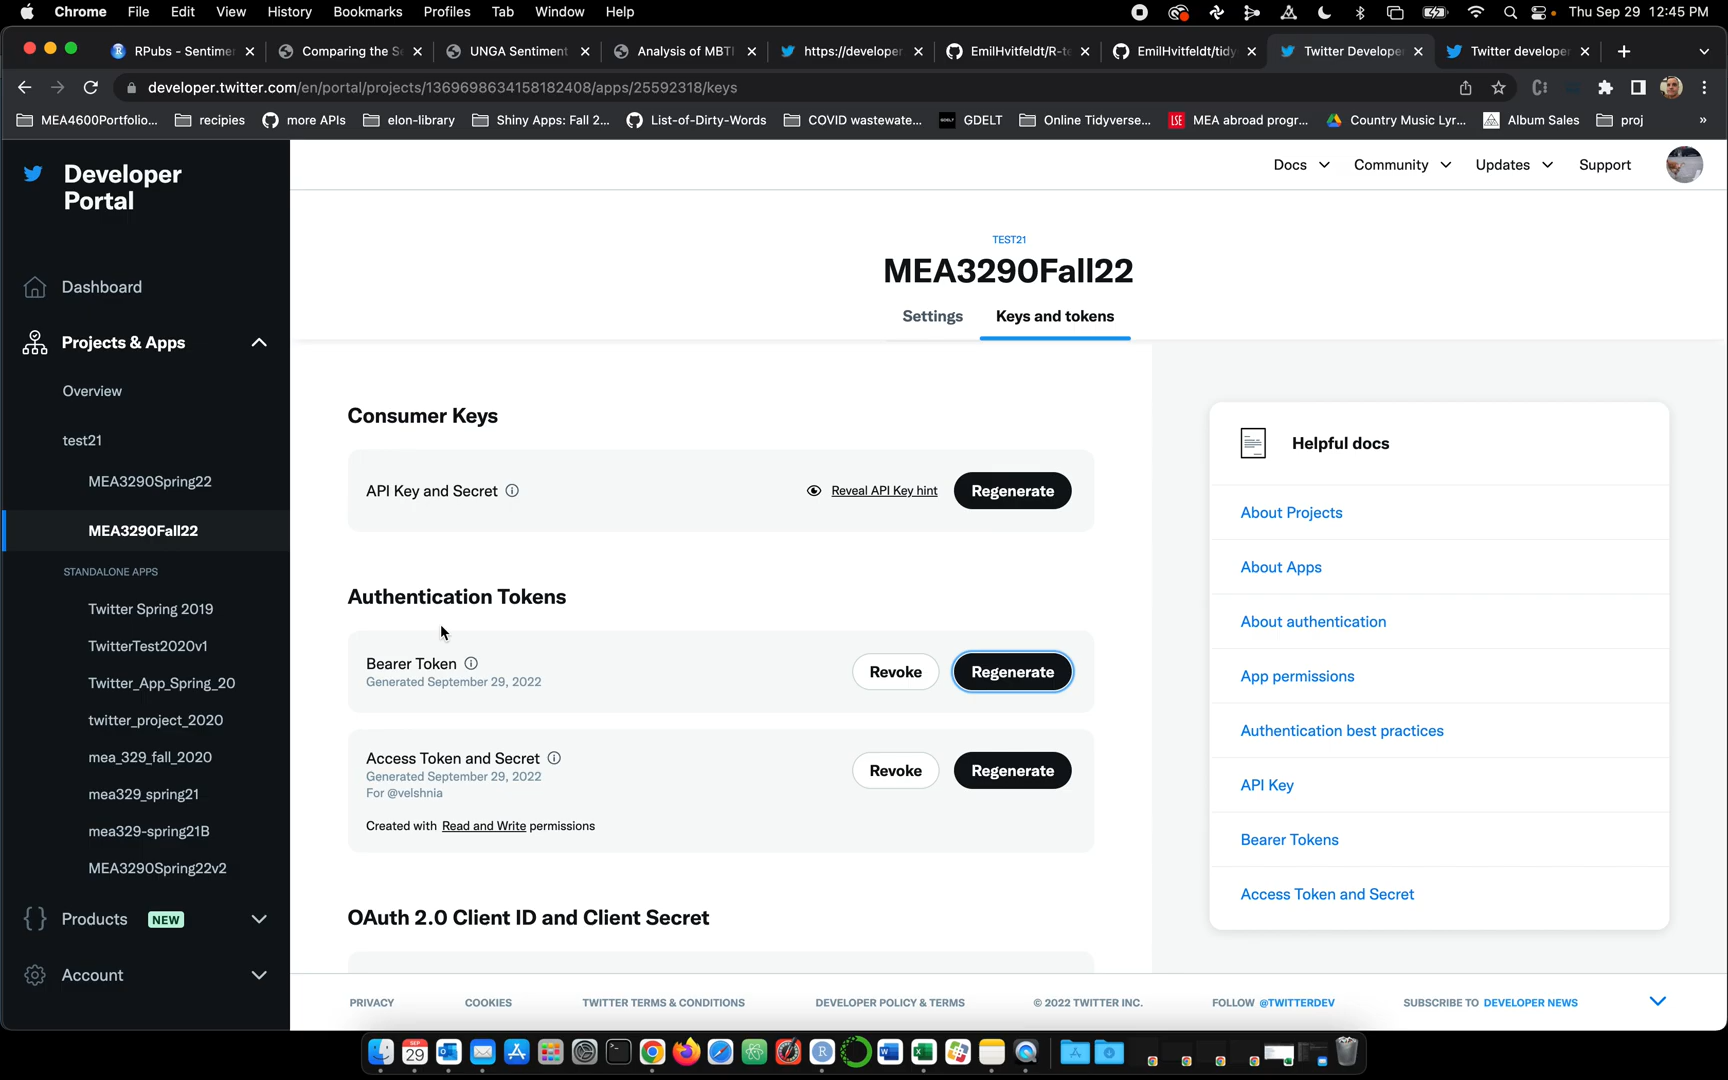 Chrome File Edit View History Bookmarks Profiles Tab Window Help Thu Sep 29 12:45 PM
RPubs - Sentimer Comparing the S UNGA Sentiment Analysis of MBTI https://developer EmilHvitfeldt/R-te EmilHvitfeldt/tidy Twitter Develope Twitter developer
developer.twitter.com/en/portal/projects/1369698634158182408/apps/25592318/keys
MEA4600Portfolio... recipies more APIs elon-library Shiny Apps: Fall 2... List-of-Dirty-Words COVID wastewate... GDELT Online Tidyverse... LSE MEA abroad progr... Country Music Lyr... Album Sales proj »
Developer
Portal
Docs Community Updates Support
Dashboard
Projects & Apps
Overview
test21
MEA3290Spring22
MEA3290Fall22
STANDALONE APPS
Twitter Spring 2019
TwitterTest2020v1
Twitter_App_Spring_20
twitter_project_2020
mea_329_fall_2020
mea329_spring21
mea329-spring21B
MEA3290Spring22v2
Products NEW
Account
TEST21
MEA3290Fall22
Settings Keys and tokens
Consumer Keys
API Key and Secret Reveal API Key hint Regenerate
Authentication Tokens
Bearer Token
Generated September 29, 2022
Revoke Regenerate
Access Token and Secret
Generated September 29, 2022
For @velshnia
Revoke Regenerate
Created with Read and Write permissions
OAuth 2.0 Client ID and Client Secret
Helpful docs
About Projects
About Apps
About authentication
App permissions
Authentication best practices
API Key
Bearer Tokens
Access Token and Secret
PRIVACY COOKIES TWITTER TERMS & CONDITIONS DEVELOPER POLICY & TERMS © 2022 TWITTER INC. FOLLOW @TWITTERDEV SUBSCRIBE TO DEVELOPER NEWS
SEP
29